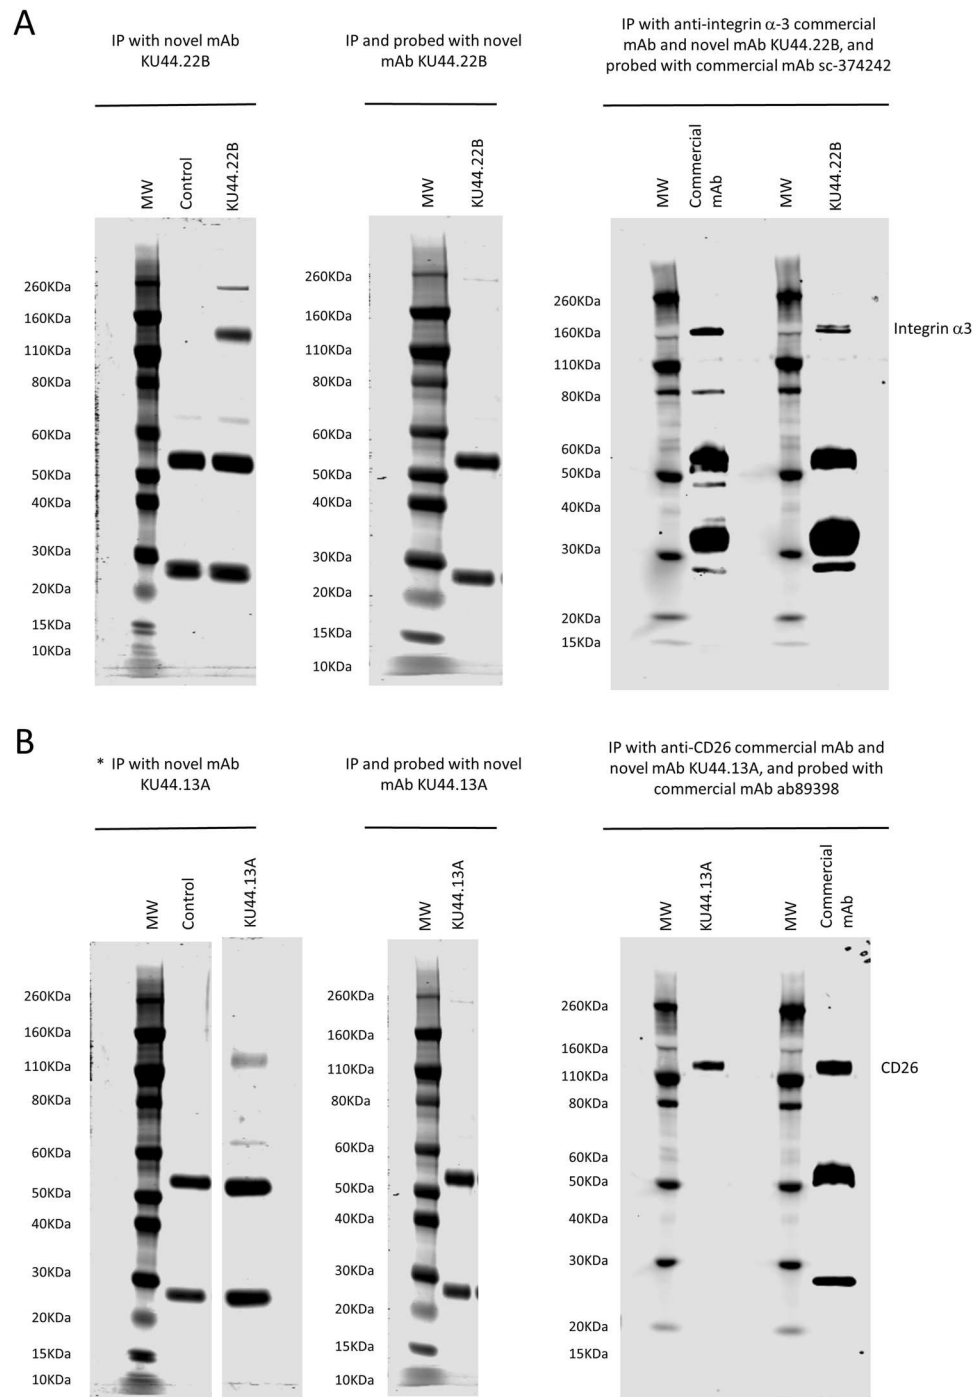 A
IP with novel mAb
KU44.22B
IP and probed with novel
mAb KU44.22B
IP with anti-integrin α-3 commercial
mAb and novel mAb KU44.22B, and
probed with commercial mAb sc-374242
MW
Control
KU44.22B
MW
KU44.22B
MW
Commercial
mAb
MW
KU44.22B
260KDa
160KDa
110KDa
80KDa
60KDa
50KDa
40KDa
30KDa
20KDa
15KDa
10KDa
260KDa
160KDa
110KDa
80KDa
60KDa
50KDa
40KDa
30KDa
20KDa
15KDa
10KDa
260KDa
160KDa
110KDa
80KDa
60KDa
50KDa
40KDa
30KDa
20KDa
15KDa
Integrin α3
B
* IP with novel mAb
KU44.13A
IP and probed with novel
mAb KU44.13A
IP with anti-CD26 commercial mAb and
novel mAb KU44.13A, and probed with
commercial mAb ab89398
MW
Control
KU44.13A
MW
KU44.13A
MW
KU44.13A
MW
Commercial
mAb
260KDa
160KDa
110KDa
80KDa
60KDa
50KDa
40KDa
30KDa
20KDa
15KDa
10KDa
260KDa
160KDa
110KDa
80KDa
60KDa
50KDa
40KDa
30KDa
20KDa
15KDa
10KDa
260KDa
160KDa
110KDa
80KDa
60KDa
50KDa
40KDa
30KDa
20KDa
15KDa
CD26